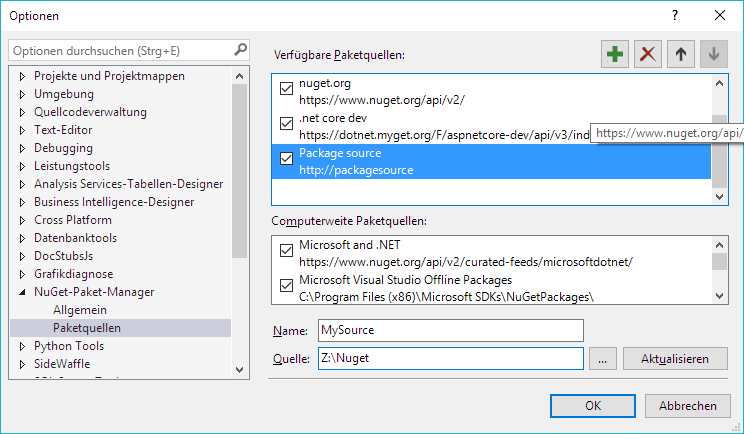 Optionen
Optionen durchsuchen (Strg+E)
Projekte und Projektmappen
Umgebung
Quellcodeverwaltung
Text-Editor
Debugging
Leistungstools
Analysis Services-Tabellen-Designer
Business Intelligence-Designer
Cross Platform
Datenbanktools
DocStubsJs
Grafikdiagnose
NuGet-Paket-Manager
Allgemein
Paketquellen
Python Tools
SideWaffle
Verfügbare Paketquellen:
nuget.org
https://www.nuget.org/api/v2/
.net core dev
https://dotnet.myget.org/F/aspnetcore-dev/api/v3/ind
https://www.nuget.org/api/
Package source
http://packagesource
Computerweite Paketquellen:
Microsoft and .NET
https://www.nuget.org/api/v2/curated-feeds/microsoftdotnet/
Microsoft Visual Studio Offline Packages
C:\Program Files (x86)\Microsoft SDKs\NuGetPackages\
Name: MySource
Quelle: Z:\Nuget ... Aktualisieren
OK Abbrechen